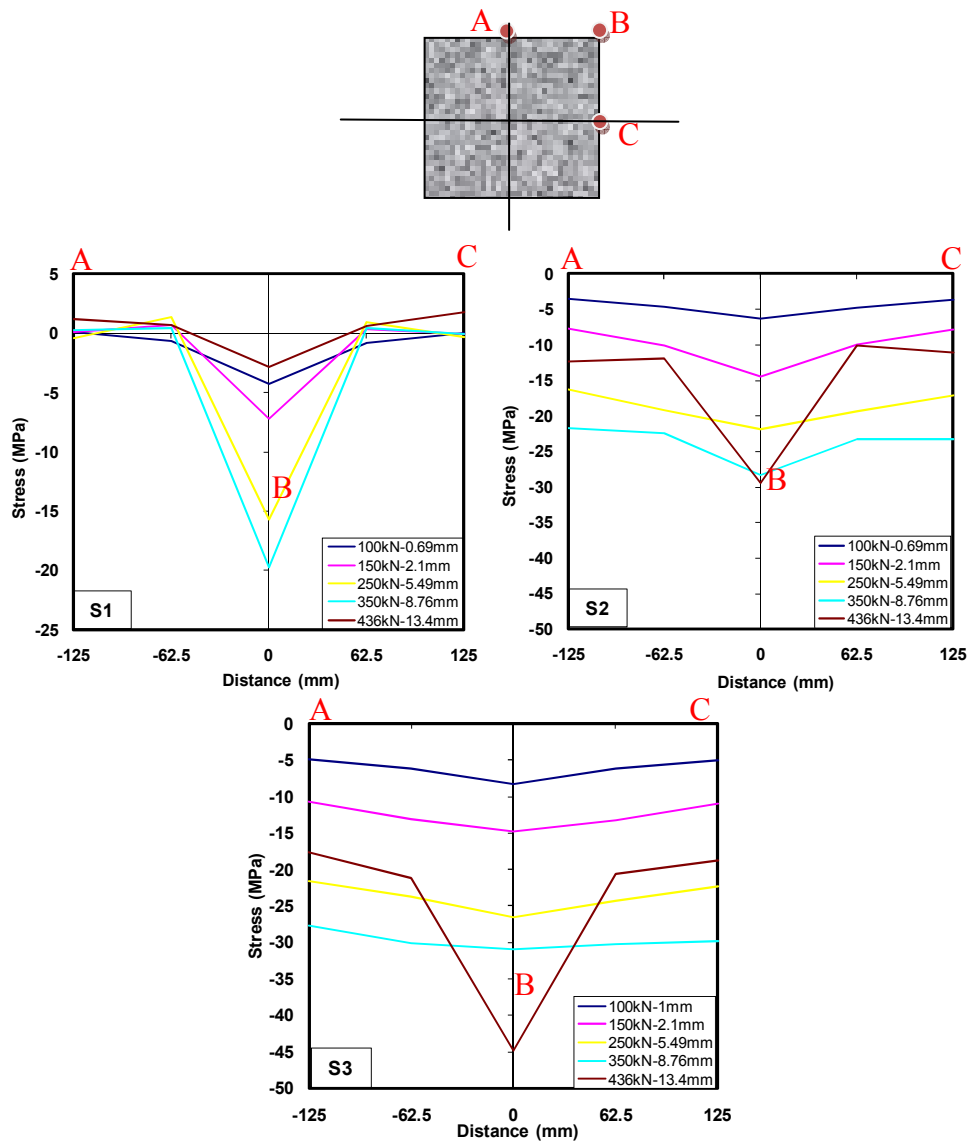 A
B
C
A
C
5
0
-5
-10
-15
-20
-25
Stress (MPa)
B
100kN-0.69mm
150kN-2.1mm
250kN-5.49mm
350kN-8.76mm
436kN-13.4mm
S1
-125
-62.5
0
62.5
125
Distance (mm)
A
C
0
-5
-10
-15
-20
-25
-30
-35
-40
-45
-50
Stress (MPa)
B
100kN-0.69mm
150kN-2.1mm
250kN-5.49mm
350kN-8.76mm
436kN-13.4mm
S2
-125
-62.5
0
62.5
125
Distance (mm)
A
C
0
-5
-10
-15
-20
-25
-30
-35
-40
-45
-50
Stress (MPa)
B
100kN-1mm
150kN-2.1mm
250kN-5.49mm
350kN-8.76mm
436kN-13.4mm
S3
-125
-62.5
0
62.5
125
Distance (mm)